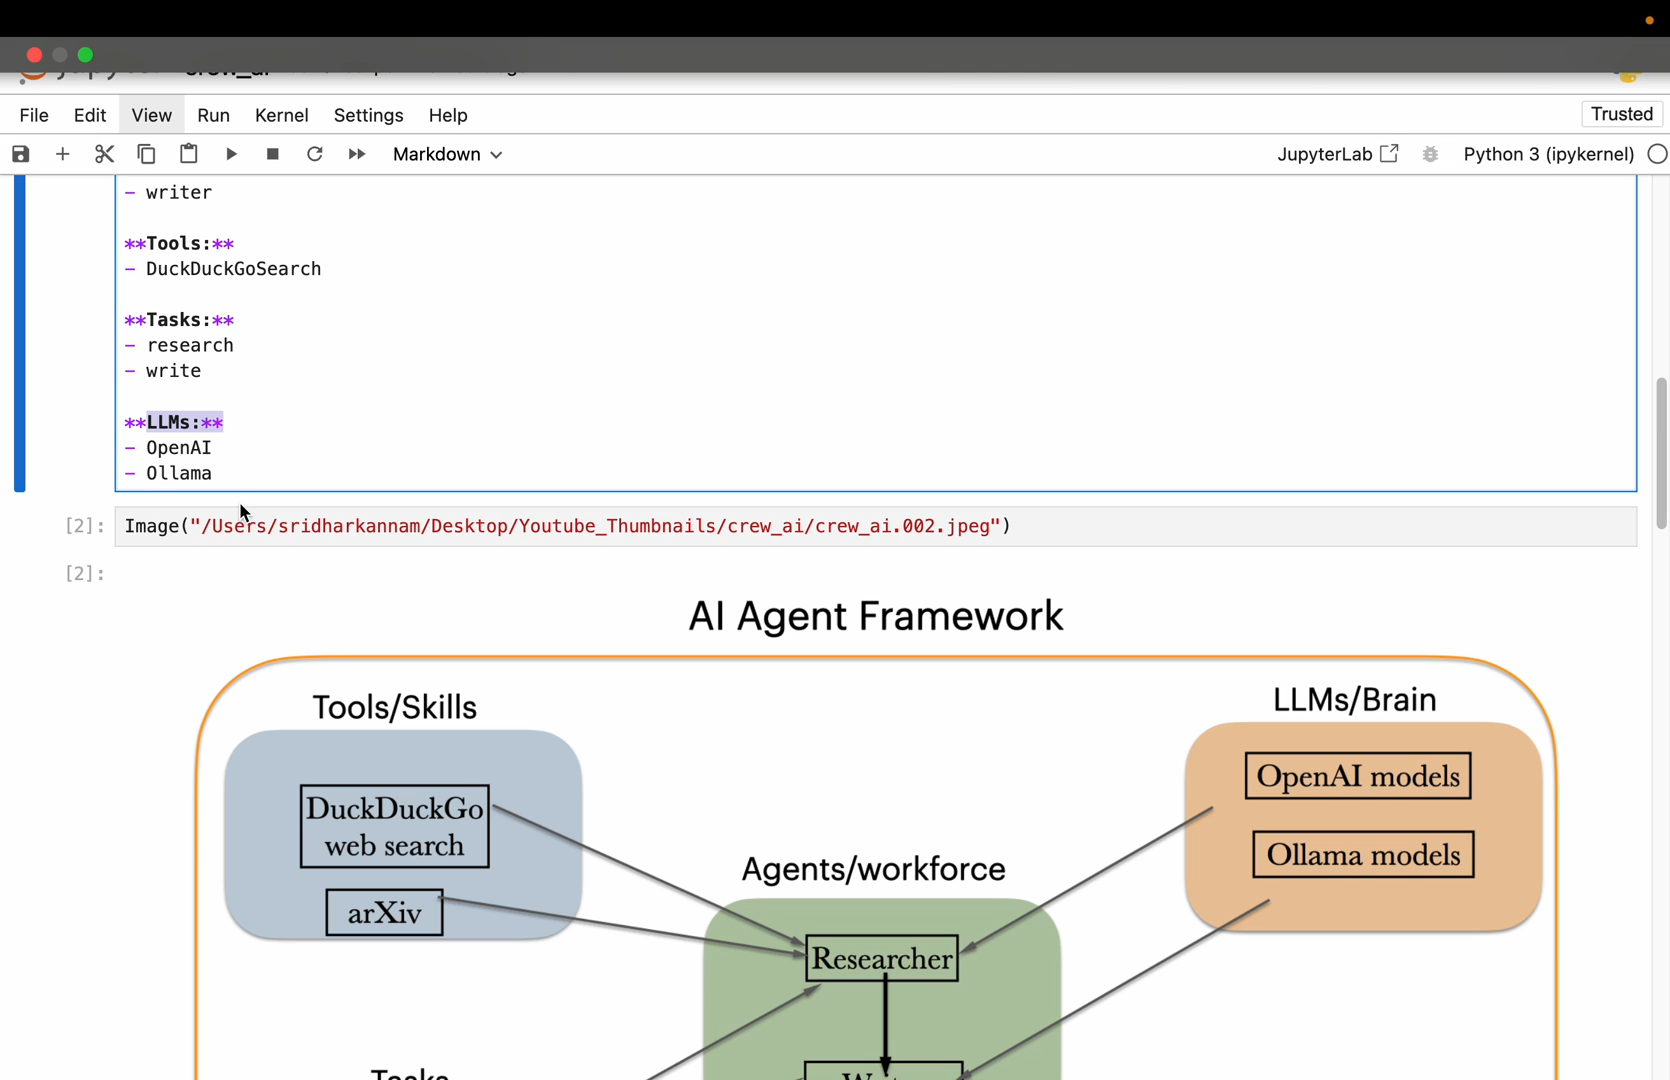 File Edit View Run Kernel Settings Help
Trusted
Markdown
JupyterLab
Python 3 (ipykernel)
- writer
**Tools:**
- DuckDuckGoSearch
**Tasks:**
- research
- write
**LLMs:**
- OpenAI
- Ollama
[2]: Image("/Users/sridharkannam/Desktop/Youtube_Thumbnails/crew_ai/crew_ai.002.jpeg")
[2]:
AI Agent Framework
Tools/Skills
LLMs/Brain
OpenAI models
DuckDuckGo
web search
Ollama models
Agents/workforce
arXiv
Researcher
Tasks